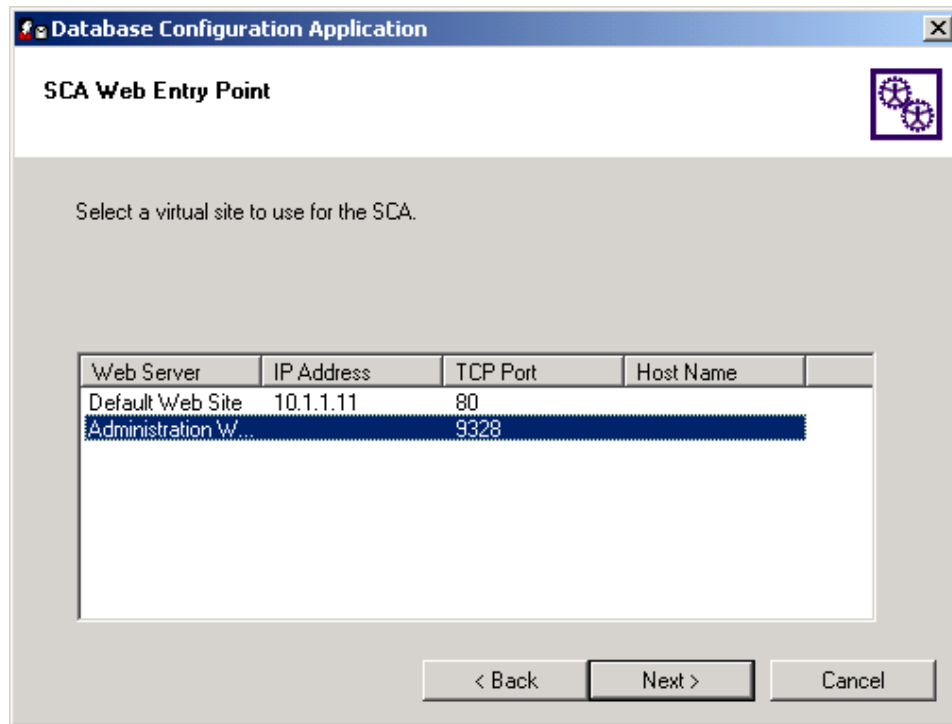 Database Configuration Application
SCA Web Entry Point
Select a virtual site to use for the SCA.
Web Server IP Address TCP Port Host Name
Default Web Site 10.1.1.11 80
Administration W... 9328
< Back Next > Cancel